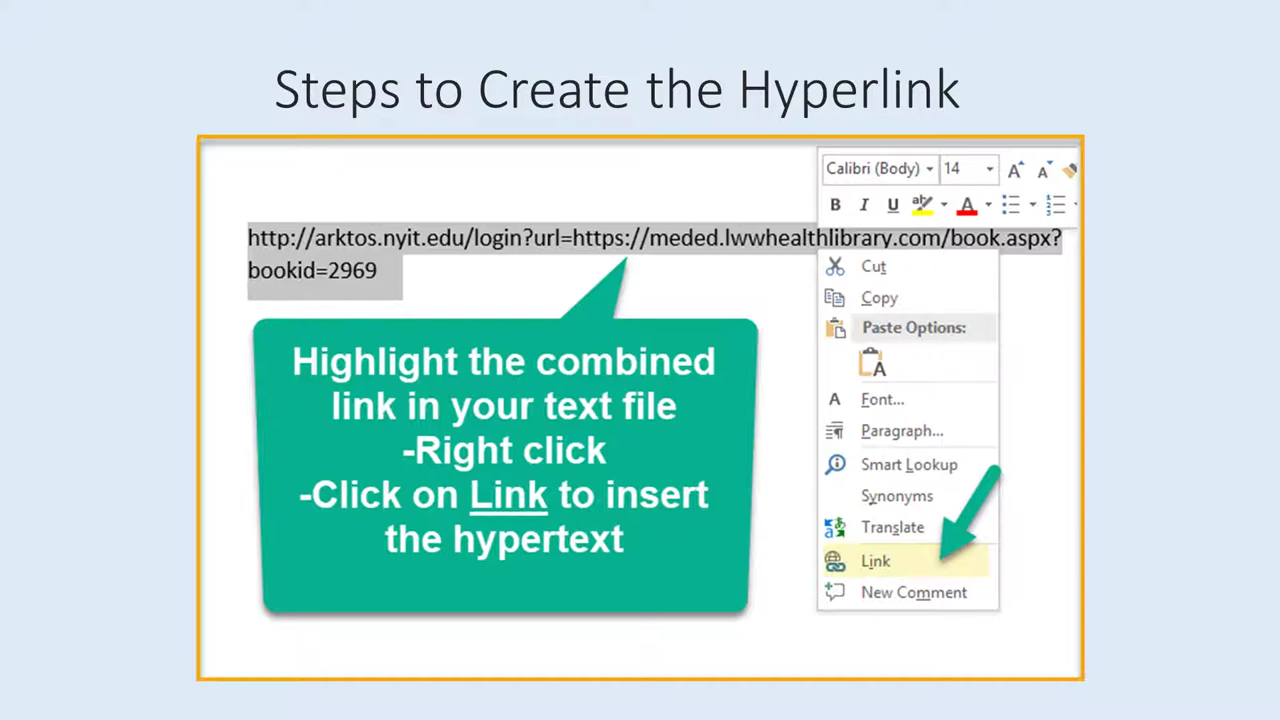 Steps to Create the Hyperlink
Calibri (Body) 14 A A
B I U aby A
http://arktos.nyit.edu/login?url=https://meded.lwwhealthlibrary.com/book.aspx?
bookid=2969
Highlight the combined
link in your text file
-Right click
-Click on Link to insert
the hypertext
Cut
Copy
Paste Options:
A
A Font...
Paragraph...
Smart Lookup
Synonyms
Translate
Link
New Comment